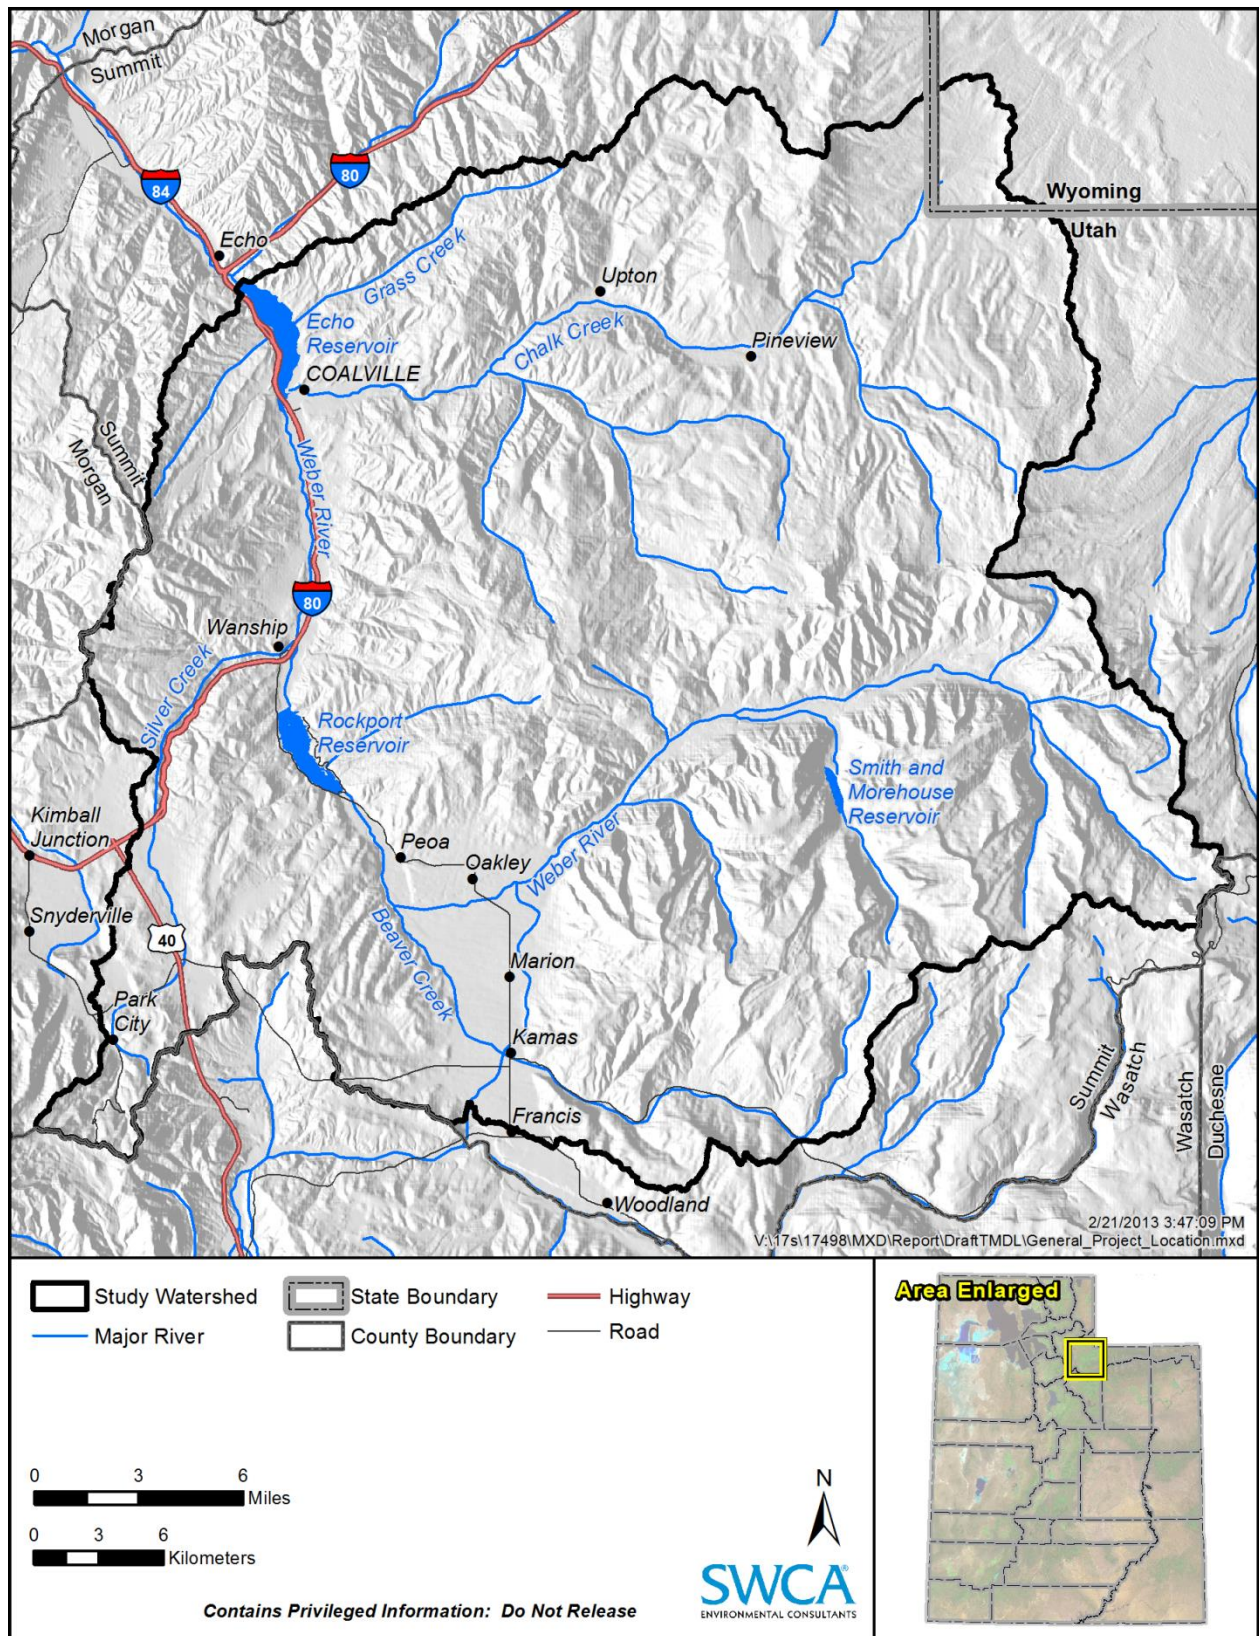 Morgan
Summit
84
80
Echo
Wyoming
Utah
Grass Creek
Upton
Echo
Reservoir
Chalk Creek
Pineview
COALVILLE
Summit
Morgan
Weber River
80
Wanship
Silver Creek
Rockport
Reservoir
Smith and
Morehouse
Reservoir
Kimball
Junction
Peoa
Oakley
Weber River
Snyderville
40
Beaver Creek
Marion
Park
City
Kamas
Summit
Wasatch
Wasatch
Duchesne
Francis
Woodland
2/21/2013 3:47:09 PM
V:\17s\17498\MXD\Report\DraftTMDL\General_Project_Location.mxd
Study Watershed
State Boundary
Highway
Major River
County Boundary
Road
Area Enlarged
0 3 6
Miles
0 3 6
Kilometers
N
SWCA®
ENVIRONMENTAL CONSULTANTS
Contains Privileged Information: Do Not Release